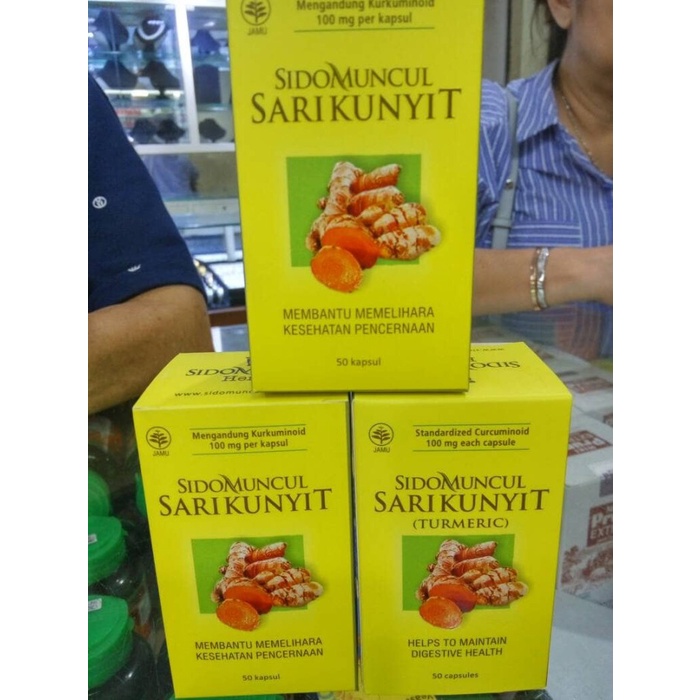 Mengandung Kurkuminoid
100 mg per kapsul
JAMU
SIDOMUNCUL
SARIKUNYIT
MEMBANTU MEMELIHARA
KESEHATAN PENCERNAAN
50 kapsul
Mengandung Kurkuminoid
100 mg per kapsul
JAMU
SIDOMUNCUL
SARIKUNYIT
MEMBANTU MEMELIHARA
KESEHATAN PENCERNAAN
50 kapsul
Standardized Curcuminoid
100 mg each capsule
JAMU
SIDOMUNCUL
SARIKUNYIT
(TURMERIC)
HELPS TO MAINTAIN
DIGESTIVE HEALTH
50 capsules